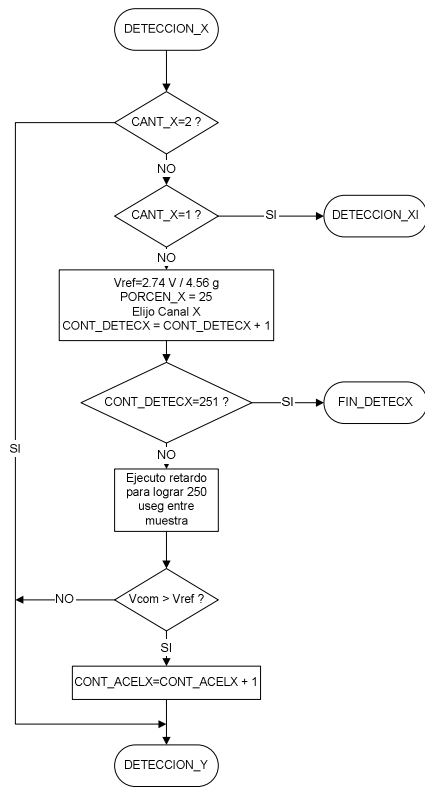 DETECCION_X
CANT_X=2 ?
NO
CANT_X=1 ?
SI
DETECCION_XI
NO
Vref=2.74 V / 4.56 g
PORCEN_X = 25
Elijo Canal X
CONT_DETECX = CONT_DETECX + 1
CONT_DETECX=251 ?
SI
FIN_DETECX
NO
SI
Ejecuto retardo
para lograr 250
useg entre
muestra
Vcom > Vref ?
NO
SI
CONT_ACELX=CONT_ACELX + 1
DETECCION_Y